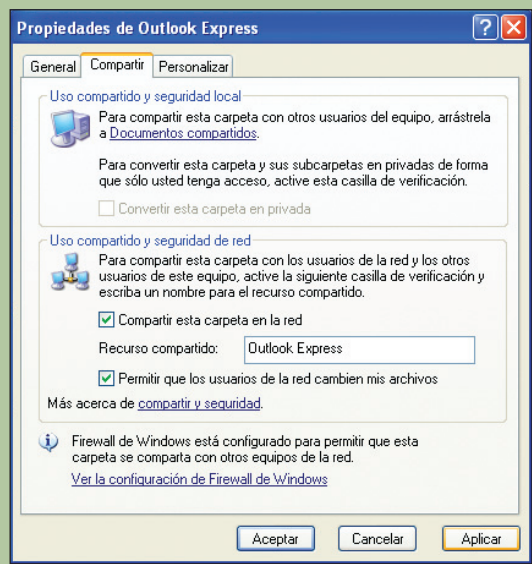 Propiedades de Outlook Express
General Compartir Personalizar
Uso compartido y seguridad local
Para compartir esta carpeta con otros usuarios del equipo, arrástrela
a Documentos compartidos.
Para convertir esta carpeta y sus subcarpetas en privadas de forma
que sólo usted tenga acceso, active esta casilla de verificación.
Convertir esta carpeta en privada
Uso compartido y seguridad de red
Para compartir esta carpeta con los usuarios de la red y los otros
usuarios de este equipo, active la siguiente casilla de verificación y
escriba un nombre para el recurso compartido.
Compartir esta carpeta en la red
Recurso compartido: Outlook Express
Permitir que los usuarios de la red cambien mis archivos
Más acerca de compartir y seguridad.
Firewall de Windows está configurado para permitir que esta
carpeta se comparta con otros equipos de la red.
Ver la configuración de Firewall de Windows
Aceptar Cancelar Aplicar